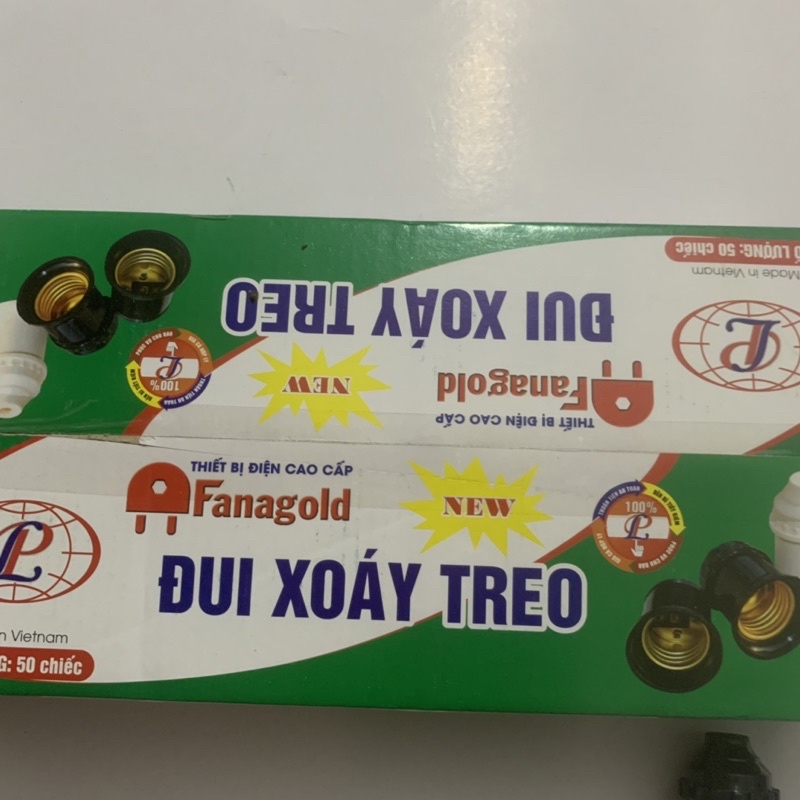 SỐ LƯỢNG: 50 chiếc
Made in Vietnam
ĐUI XOÁY TREO
NEW
Fanagold
THIẾT BỊ ĐIỆN CAO CẤP
100%
THIẾT BỊ ĐIỆN CAO CẤP
Fanagold
NEW
100%
ĐUI XOÁY TREO
n Vietnam
G: 50 chiếc